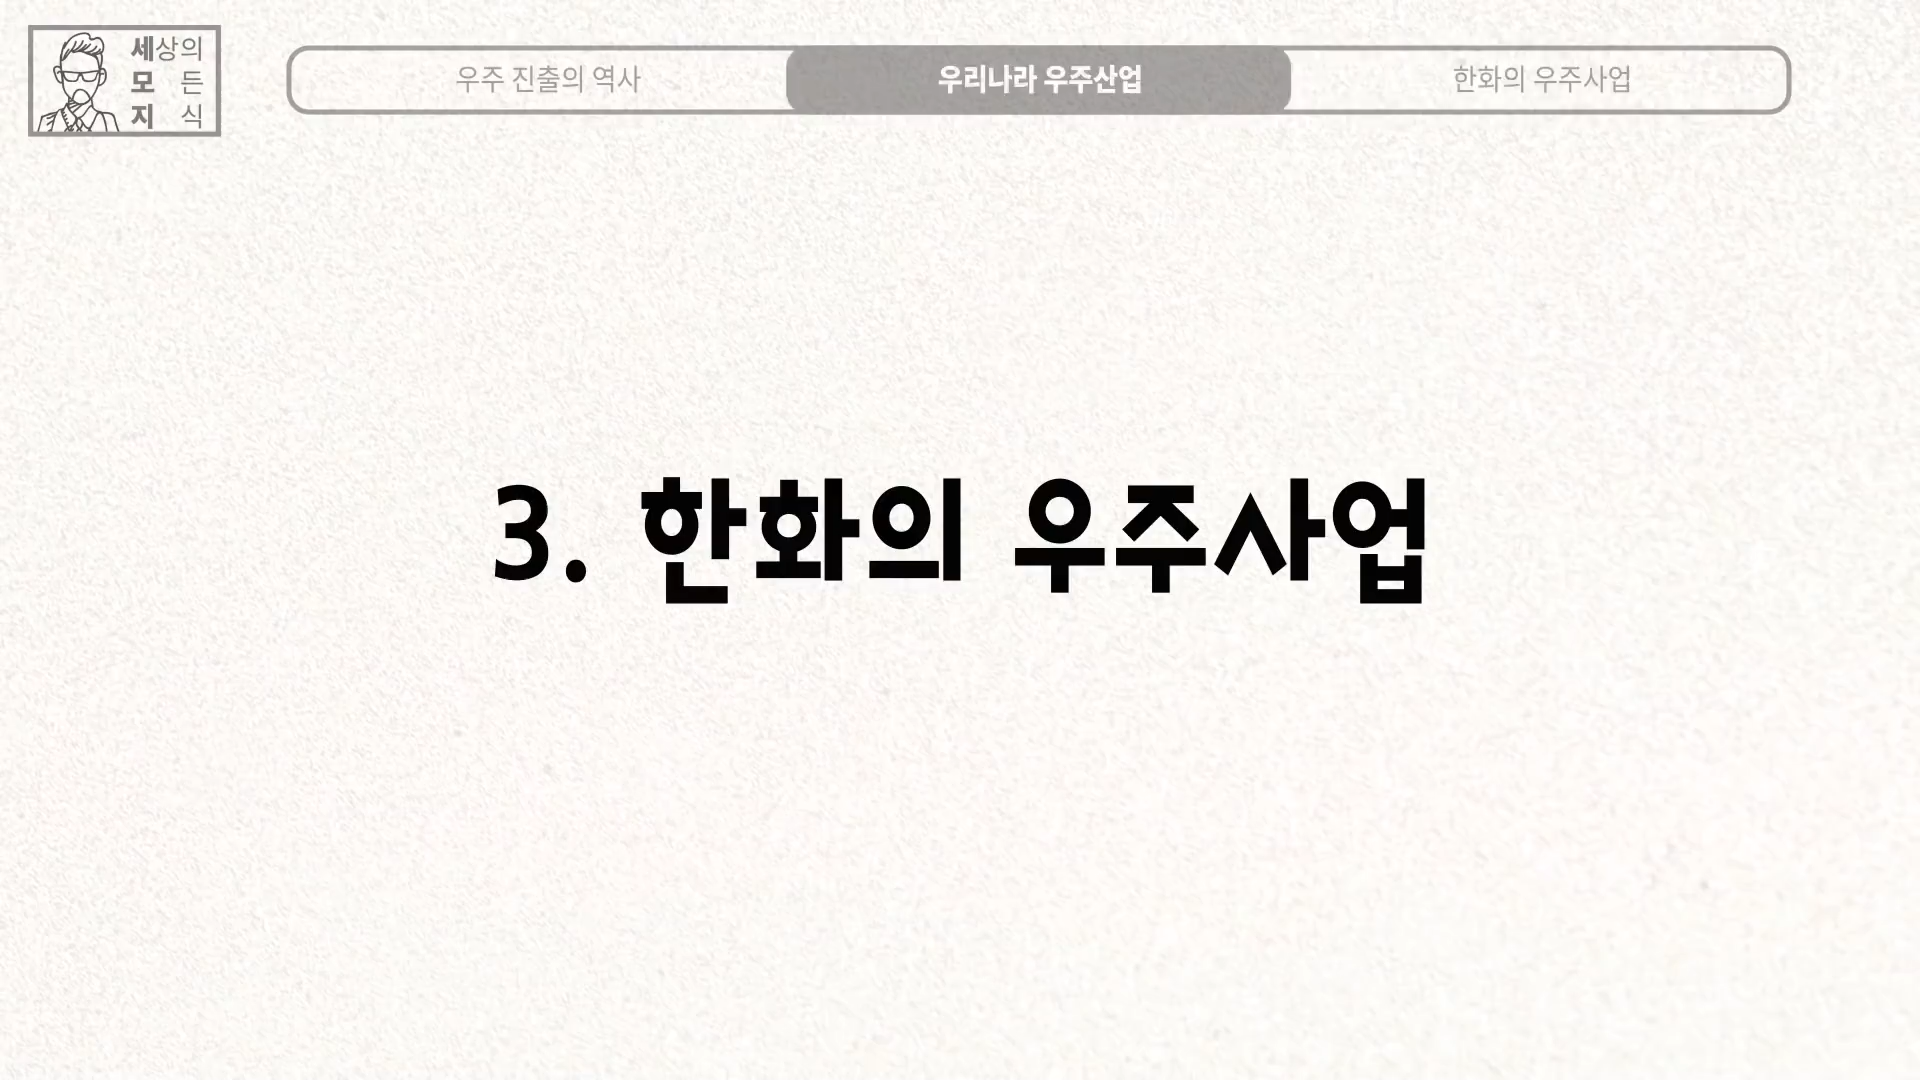 세상의
모든
지식
우주 진출의 역사
우리나라 우주산업
한화의 우주사업
3. 한화의 우주사업